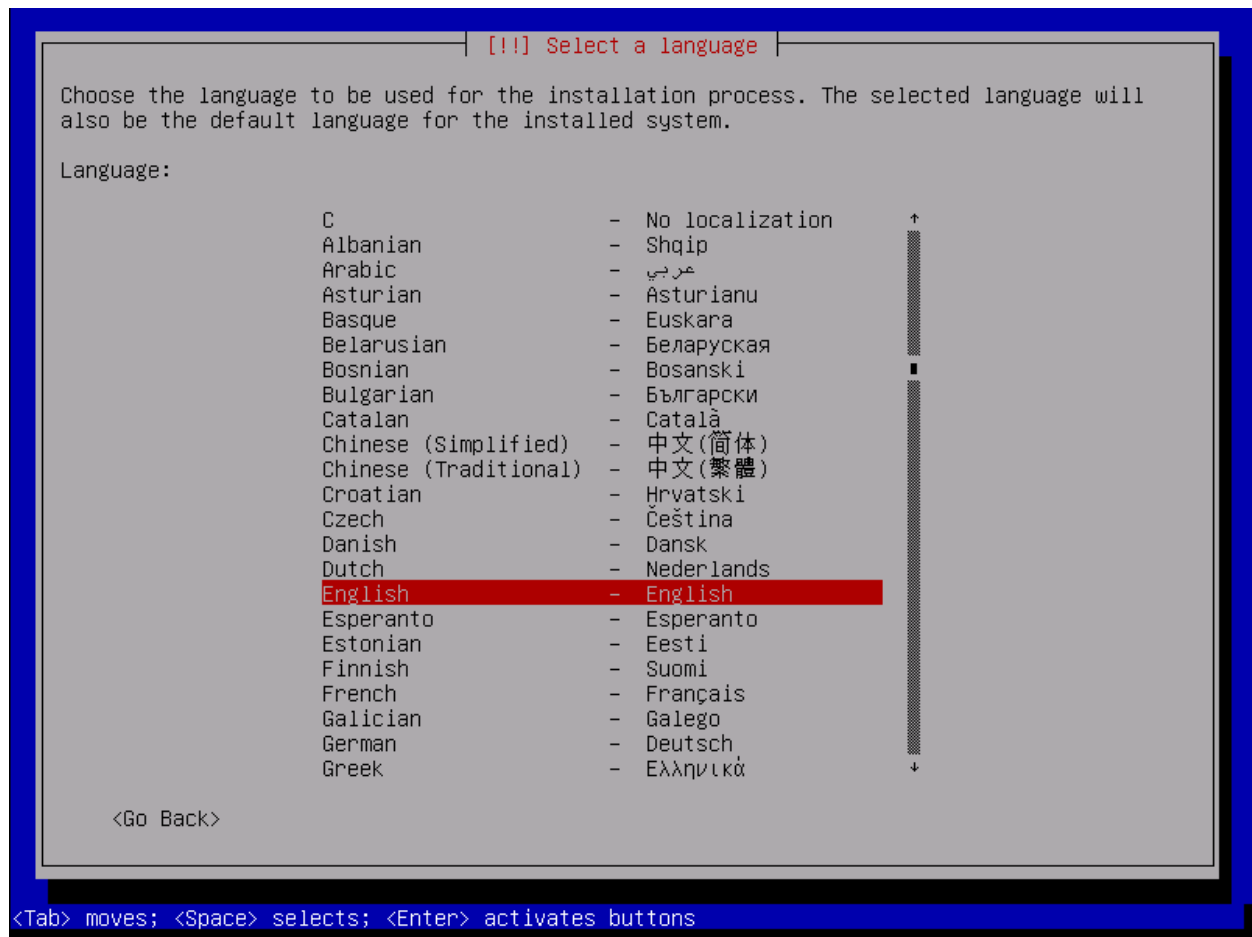 [!!] Select a language
Choose the language to be used for the installation process. The selected language will
also be the default language for the installed system.
Language:
C - No localization
Albanian - Shqip
Arabic - عربي
Asturian - Asturianu
Basque - Euskara
Belarusian - Беларуская
Bosnian - Bosanski
Bulgarian - Български
Catalan - Català
Chinese (Simplified) - 中文(简体)
Chinese (Traditional) - 中文(繁體)
Croatian - Hrvatski
Czech - Čeština
Danish - Dansk
Dutch - Nederlands
English - English
Esperanto - Esperanto
Estonian - Eesti
Finnish - Suomi
French - Français
Galician - Galego
German - Deutsch
Greek - Ελληνικά
<Go Back>
<Tab> moves; <Space> selects; <Enter> activates buttons